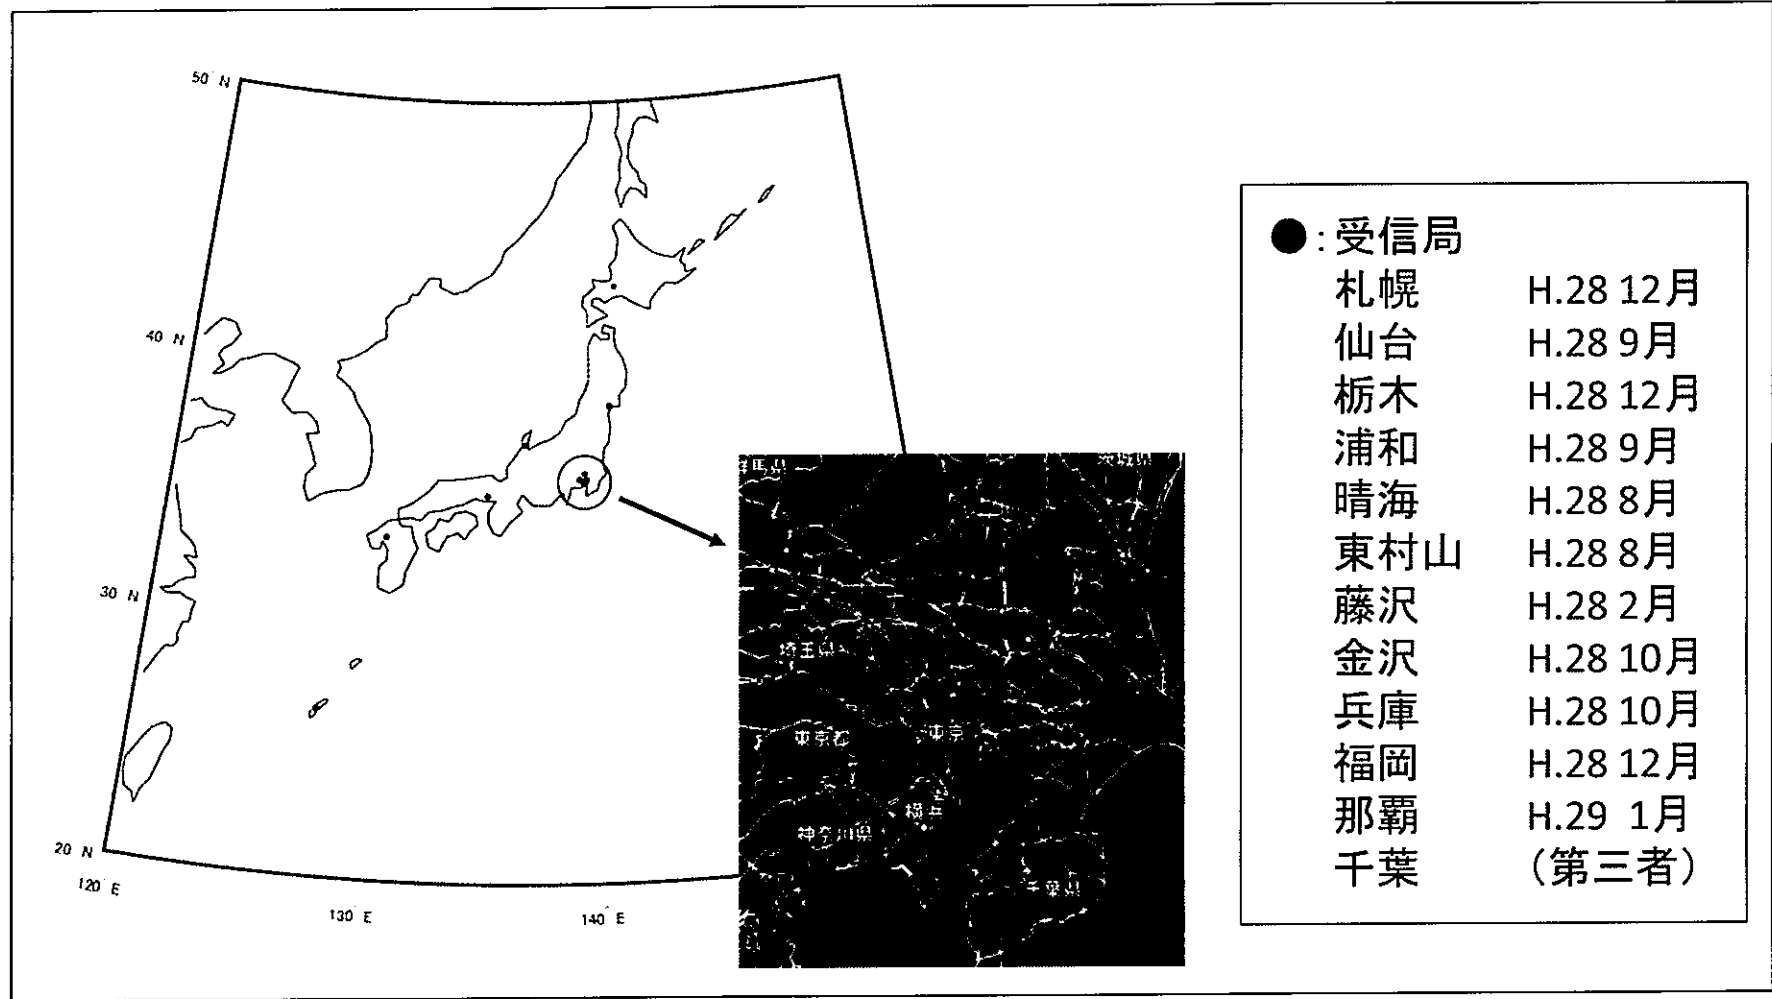 50° N
40° N
30° N
20 N
120° E
130° E
140° E
群馬県
茨城県
埼玉県
東京都
東京
横浜
神奈川県
千葉県
●:受信局
札幌 H.28 12月
仙台 H.28 9月
栃木 H.28 12月
浦和 H.28 9月
晴海 H.28 8月
東村山 H.28 8月
藤沢 H.28 2月
金沢 H.28 10月
兵庫 H.28 10月
福岡 H.28 12月
那覇 H.29 1月
千葉 (第三者)